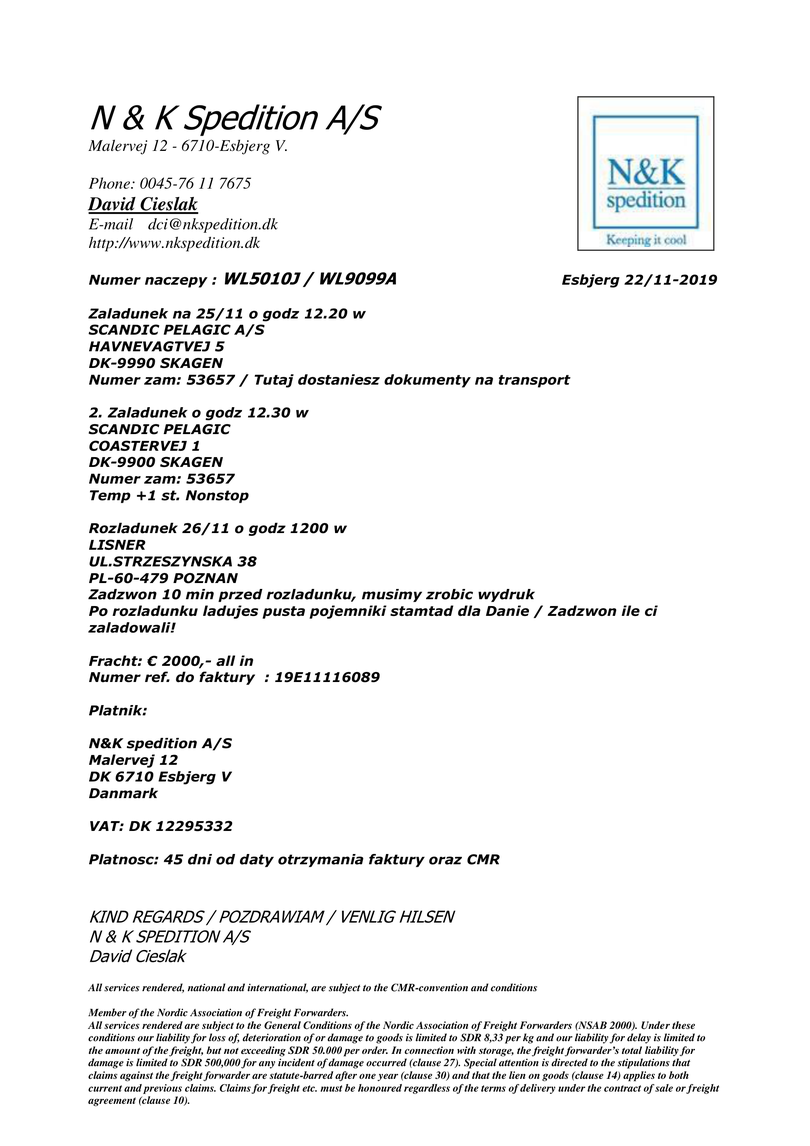 N & K Spedition A/S
Malervej 12 - 6710-Esbjerg V.
Phone: 0045-76 11 7675
David Cieslak
E-mail dci@nkspedition.dk
http://www.nkspedition.dk
N&K
spedition
Keeping it cool
Numer naczepy : WL5010J / WL9099A Esbjerg 22/11-2019
Zaladunek na 25/11 o godz 12.20 w
SCANDIC PELAGIC A/S
HAVNEVAGTVEJ 5
DK-9990 SKAGEN
Numer zam: 53657 / Tutaj dostaniesz dokumenty na transport
2. Zaladunek o godz 12.30 w
SCANDIC PELAGIC
COASTERVEJ 1
DK-9900 SKAGEN
Numer zam: 53657
Temp +1 st. Nonstop
Rozladunek 26/11 o godz 1200 w
LISNER
UL.STRZESZYNSKA 38
PL-60-479 POZNAN
Zadzwon 10 min przed rozladunku, musimy zrobic wydruk
Po rozladunku ladujes pusta pojemniki stamtad dla Danie / Zadzwon ile ci
zaladowali!
Fracht: € 2000,- all in
Numer ref. do faktury : 19E11116089
Platnik:
N&K spedition A/S
Malervej 12
DK 6710 Esbjerg V
Danmark
VAT: DK 12295332
Platnosc: 45 dni od daty otrzymania faktury oraz CMR
KIND REGARDS / POZDRAWIAM / VENLIG HILSEN
N & K SPEDITION A/S
David Cieslak
All services rendered, national and international, are subject to the CMR-convention and conditions
Member of the Nordic Association of Freight Forwarders.
All services rendered are subject to the General Conditions of the Nordic Association of Freight Forwarders (NSAB 2000). Under these
conditions our liability for loss of, deterioration of or damage to goods is limited to SDR 8,33 per kg and our liability for delay is limited to
the amount of the freight, but not exceeding SDR 50.000 per order. In connection with storage, the freight forwarder's total liability for
damage is limited to SDR 500,000 for any incident of damage occurred (clause 27). Special attention is directed to the stipulations that
claims against the freight forwarder are statute-barred after one year (clause 30) and that the lien on goods (clause 14) applies to both
current and previous claims. Claims for freight etc. must be honoured regardless of the terms of delivery under the contract of sale or freight
agreement (clause 10).